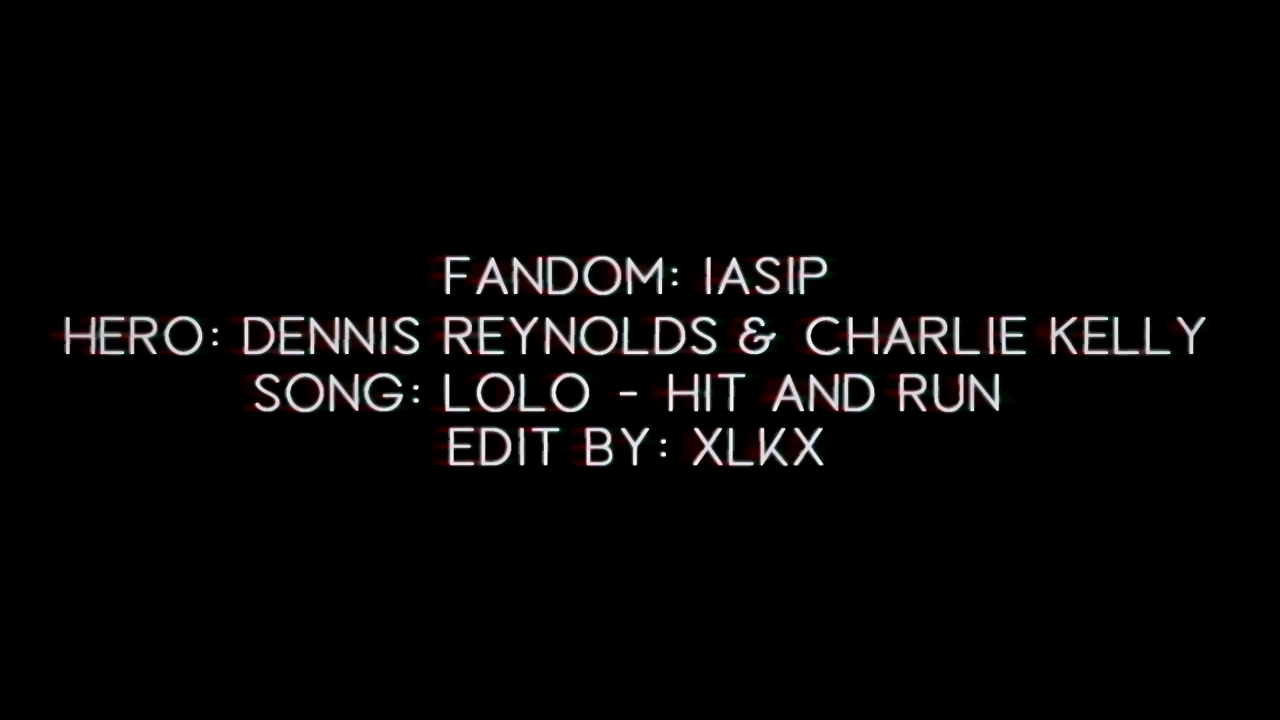 FANDOM: IASIP
HERO: DENNIS REYNOLDS & CHARLIE KELLY
SONG: LOLO - HIT AND RUN
EDIT BY: XLKX